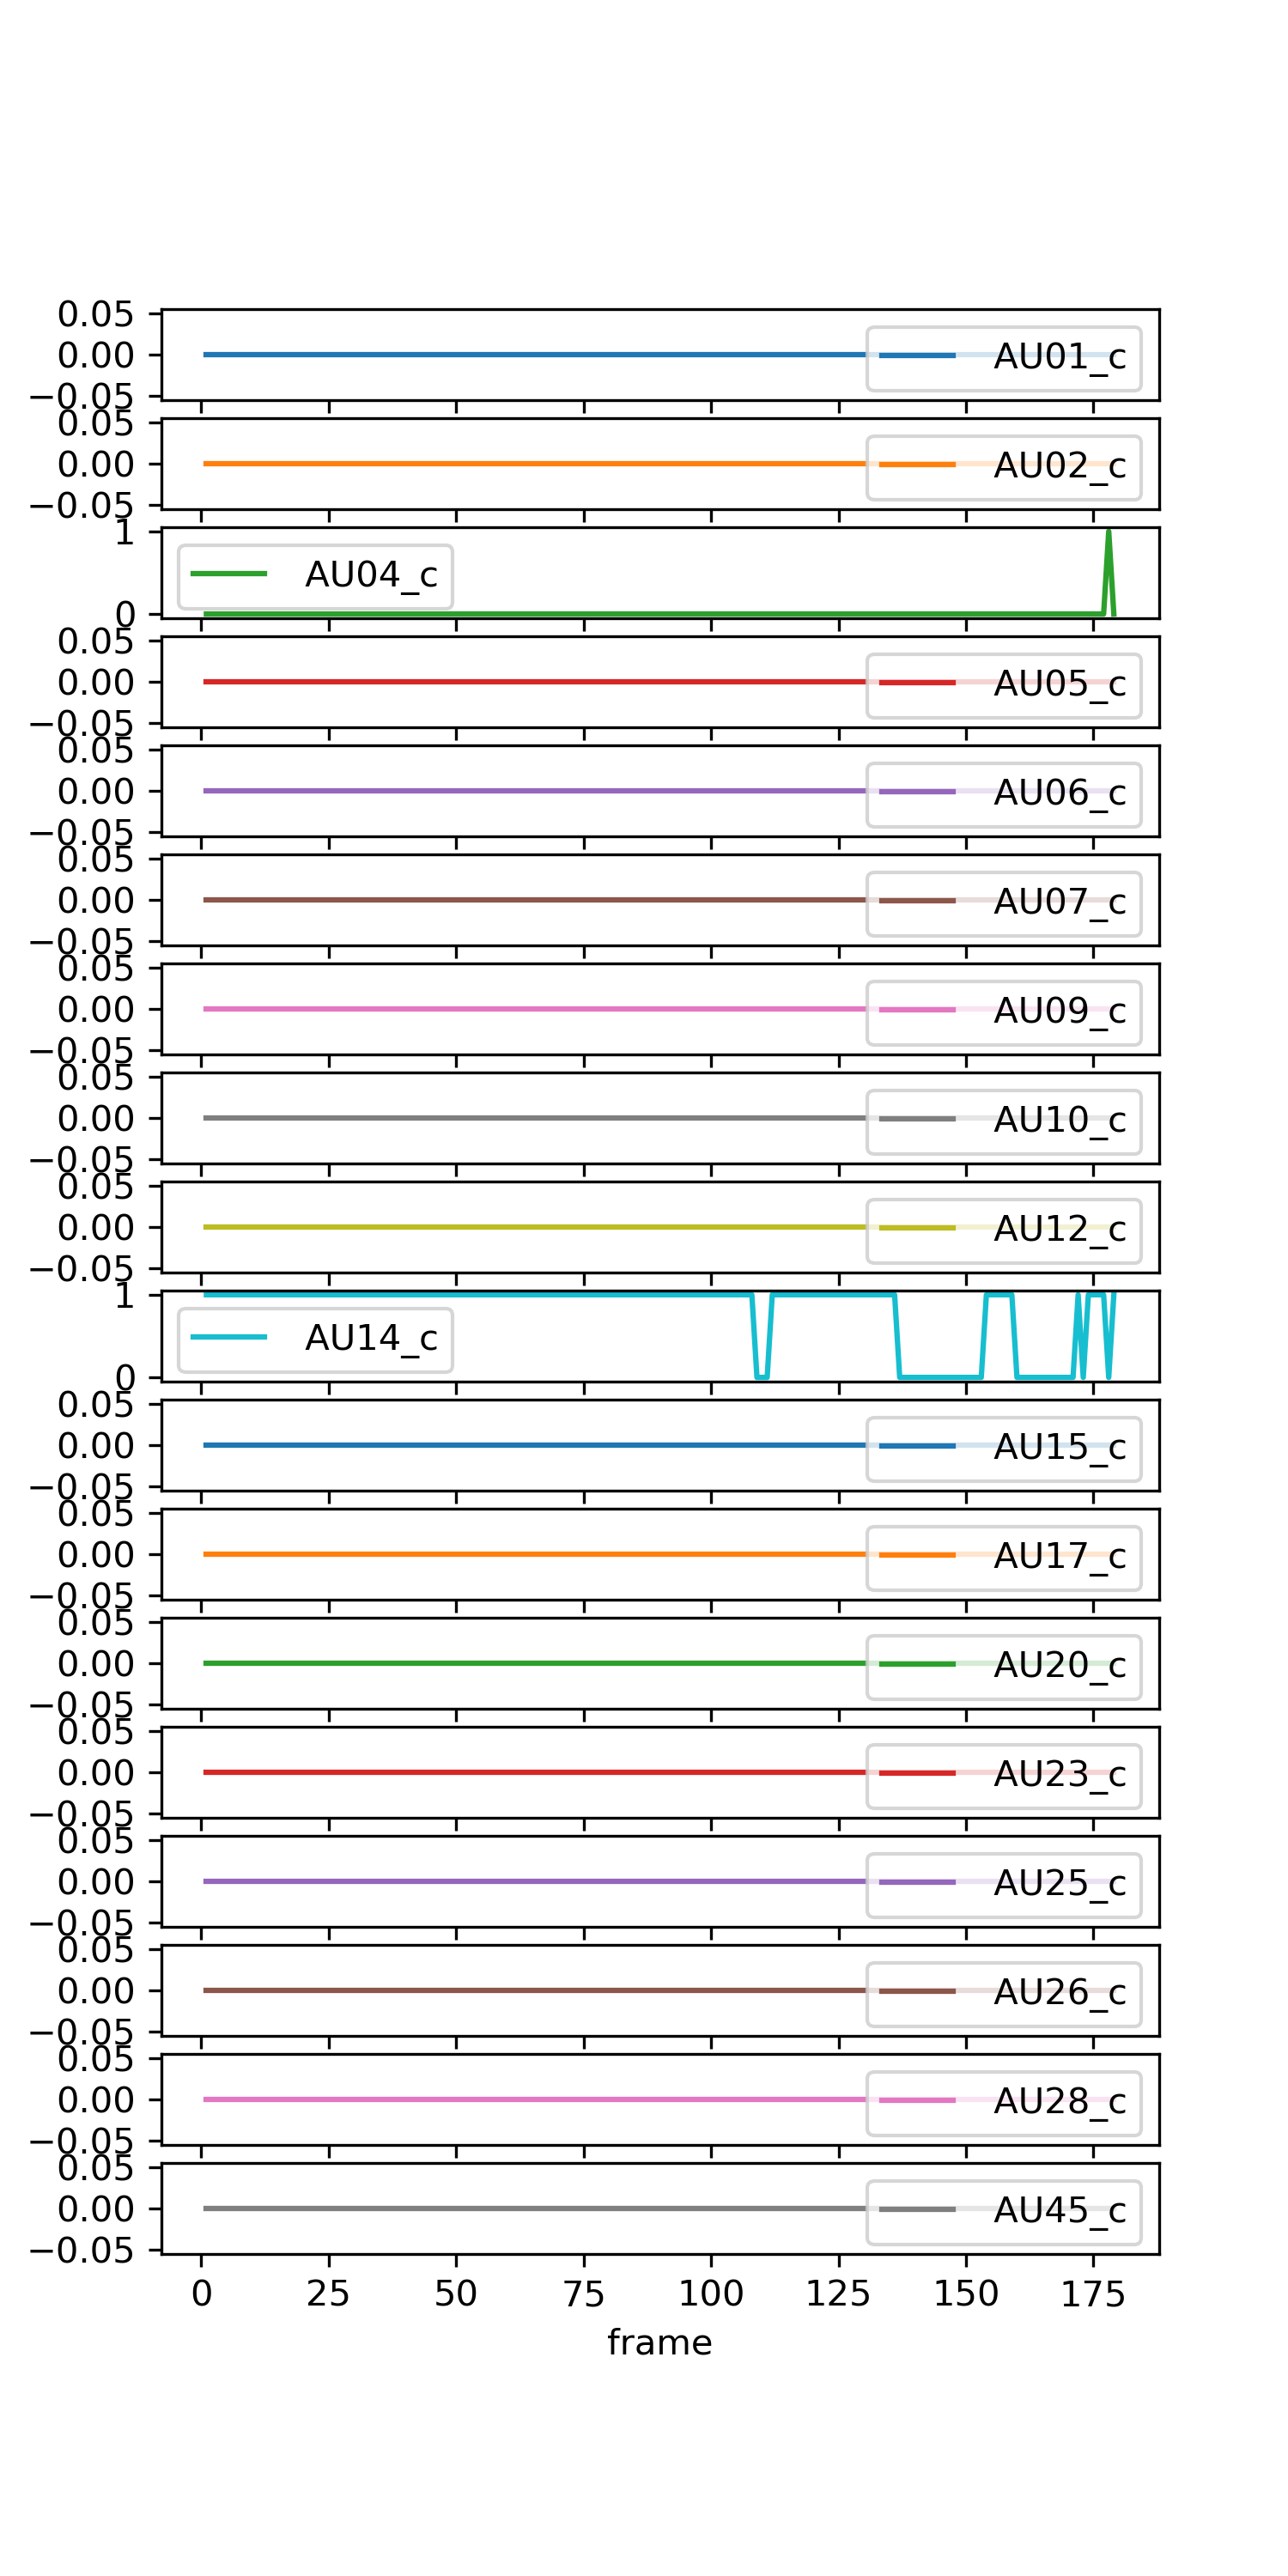 0.05
0.00 AU01_c
−0.05
0.05
0.00 AU02_c
−0.05
1
AU04_c
0
0.05
0.00 AU05_c
−0.05
0.05
0.00 AU06_c
−0.05
0.05
0.00 AU07_c
−0.05
0.05
0.00 AU09_c
−0.05
0.05
0.00 AU10_c
−0.05
0.05
0.00 AU12_c
−0.05
1
AU14_c
0
0.05
0.00 AU15_c
−0.05
0.05
0.00 AU17_c
−0.05
0.05
0.00 AU20_c
−0.05
0.05
0.00 AU23_c
−0.05
0.05
0.00 AU25_c
−0.05
0.05
0.00 AU26_c
−0.05
0.05
0.00 AU28_c
−0.05
0.05
0.00 AU45_c
−0.05
0 25 50 75 100 125 150 175
frame